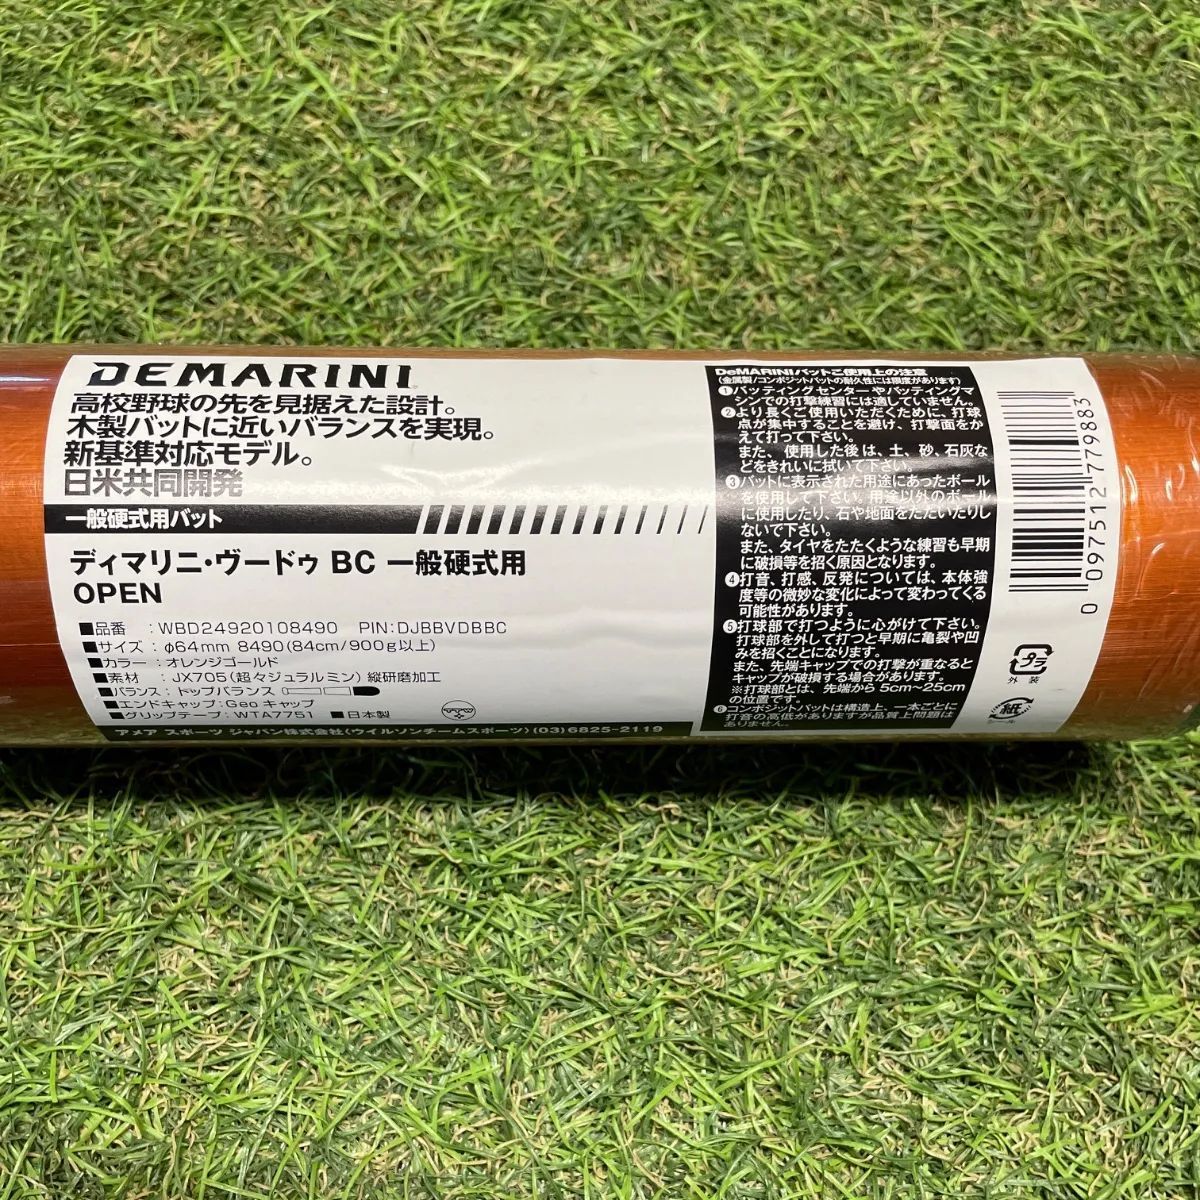 DEMARINI
高校野球の先を見据えた設計。
木製バットに近いバランスを実現。
新基準対応モデル。
日米共同開発
一般硬式用バット
ディマリニ・ヴードゥ BC 一般硬式用
OPEN
■品番 :WBD24920108490 PIN:DJBBVDBBC
■サイズ:φ64mm 8490(84cm/900g以上)
■カラー:オレンジゴールド
■素材 :JX705(超々ジュラルミン)縦研磨加工
■バランス:トップバランス
■エンドキャップ:Geoキャップ
■グリップテープ:WTA7751 ■日本製
アメア スポーツ ジャパン株式会社(ウイルソンチームスポーツ)(03)6825-2119
DeMARINIバットご使用上の注意
(金属製/コンポジットバットの耐久性には限度があります)
❶バッティングセンターやバッティングマ
シンでの打撃練習には適していません。
❷より長くご使用いただくために、打球
点が集中することを避け、打撃面をか
えて打って下さい。
また、使用した後は、土、砂、石灰な
どをきれいに拭いて下さい。
❸バットに表示された用途にあったボール
を使用して下さい。用途以外のボール
に使用したり、石や地面をたたいたりし
ないで下さい。
また、タイヤをたたくような練習も早期
に破損等を招く原因となります。
❹打音、打感、反発については、本体強
度等の微妙な変化によって変わってくる
可能性があります。
❺打球部で打つように心がけて下さい。
打球部を外して打つと早期に亀裂や凹
みを招くことになります。
また、先端キャップでの打撃が重なると
キャップが破損する場合があります。
※打球部とは、先端から5cm~25cm
の位置です。
❻コンポジットバットは構造上、一本ごとに
打音の高低がありますが品質上問題は
ありません。
0 097512 779883
プラ
外装
紙
ラベル